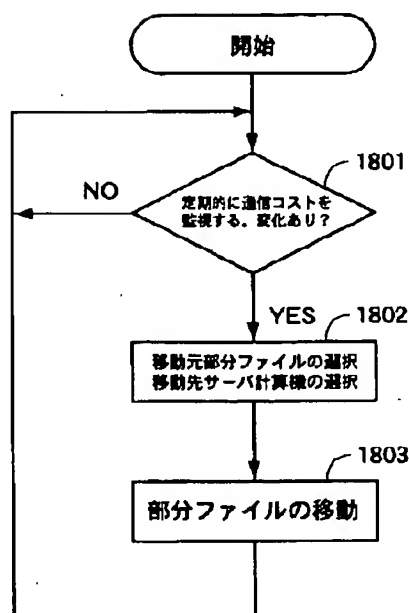 開始
1801
定期的に通信コストを
監視する。変化あり？
NO
YES
1802
移動元部分ファイルの選択
移動先サーバ計算機の選択
1803
部分ファイルの移動